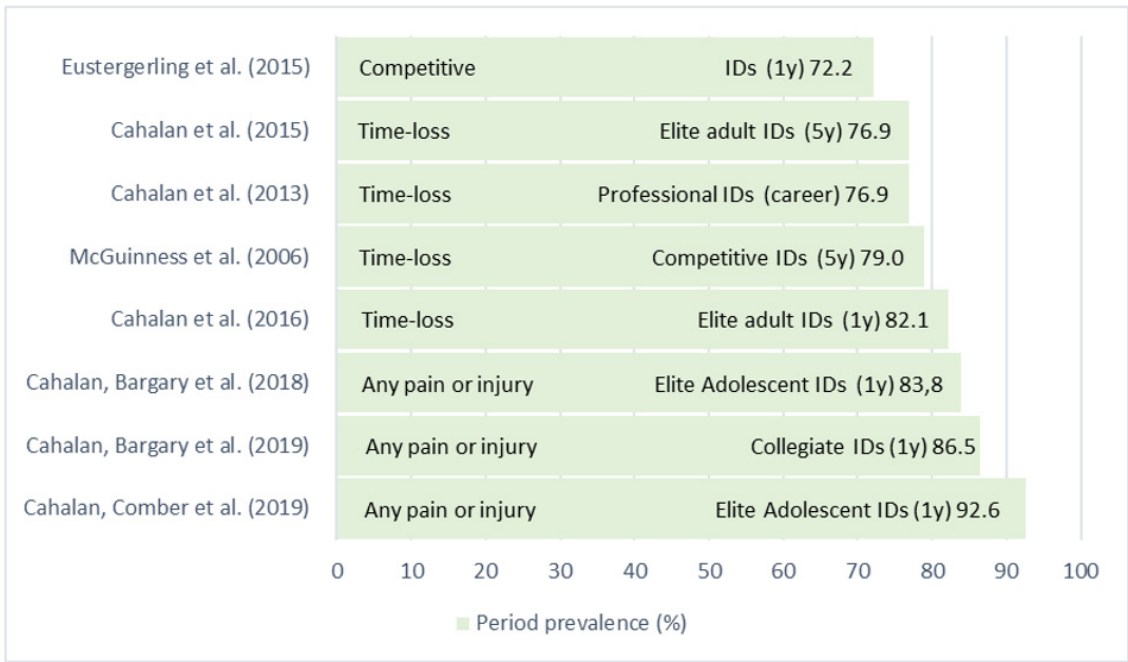 Eustergerling et al. (2015) Competitive IDs (1y) 72.2
Cahalan et al. (2015) Time-loss Elite adult IDs (5y) 76.9
Cahalan et al. (2013) Time-loss Professional IDs (career) 76.9
McGuinness et al. (2006) Time-loss Competitive IDs (5y) 79.0
Cahalan et al. (2016) Time-loss Elite adult IDs (1y) 82.1
Cahalan, Bargary et al. (2018) Any pain or injury Elite Adolescent IDs (1y) 83,8
Cahalan, Bargary et al. (2019) Any pain or injury Collegiate IDs (1y) 86.5
Cahalan, Comber et al. (2019) Any pain or injury Elite Adolescent IDs (1y) 92.6
0 10 20 30 40 50 60 70 80 90 100
Period prevalence (%)